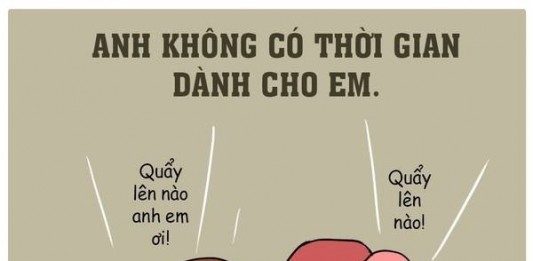 ANH KHÔNG CÓ THỜI GIAN
DÀNH CHO EM.
Quẩy
lên nào
anh em
ơi!
Quẩy
lên
nào!